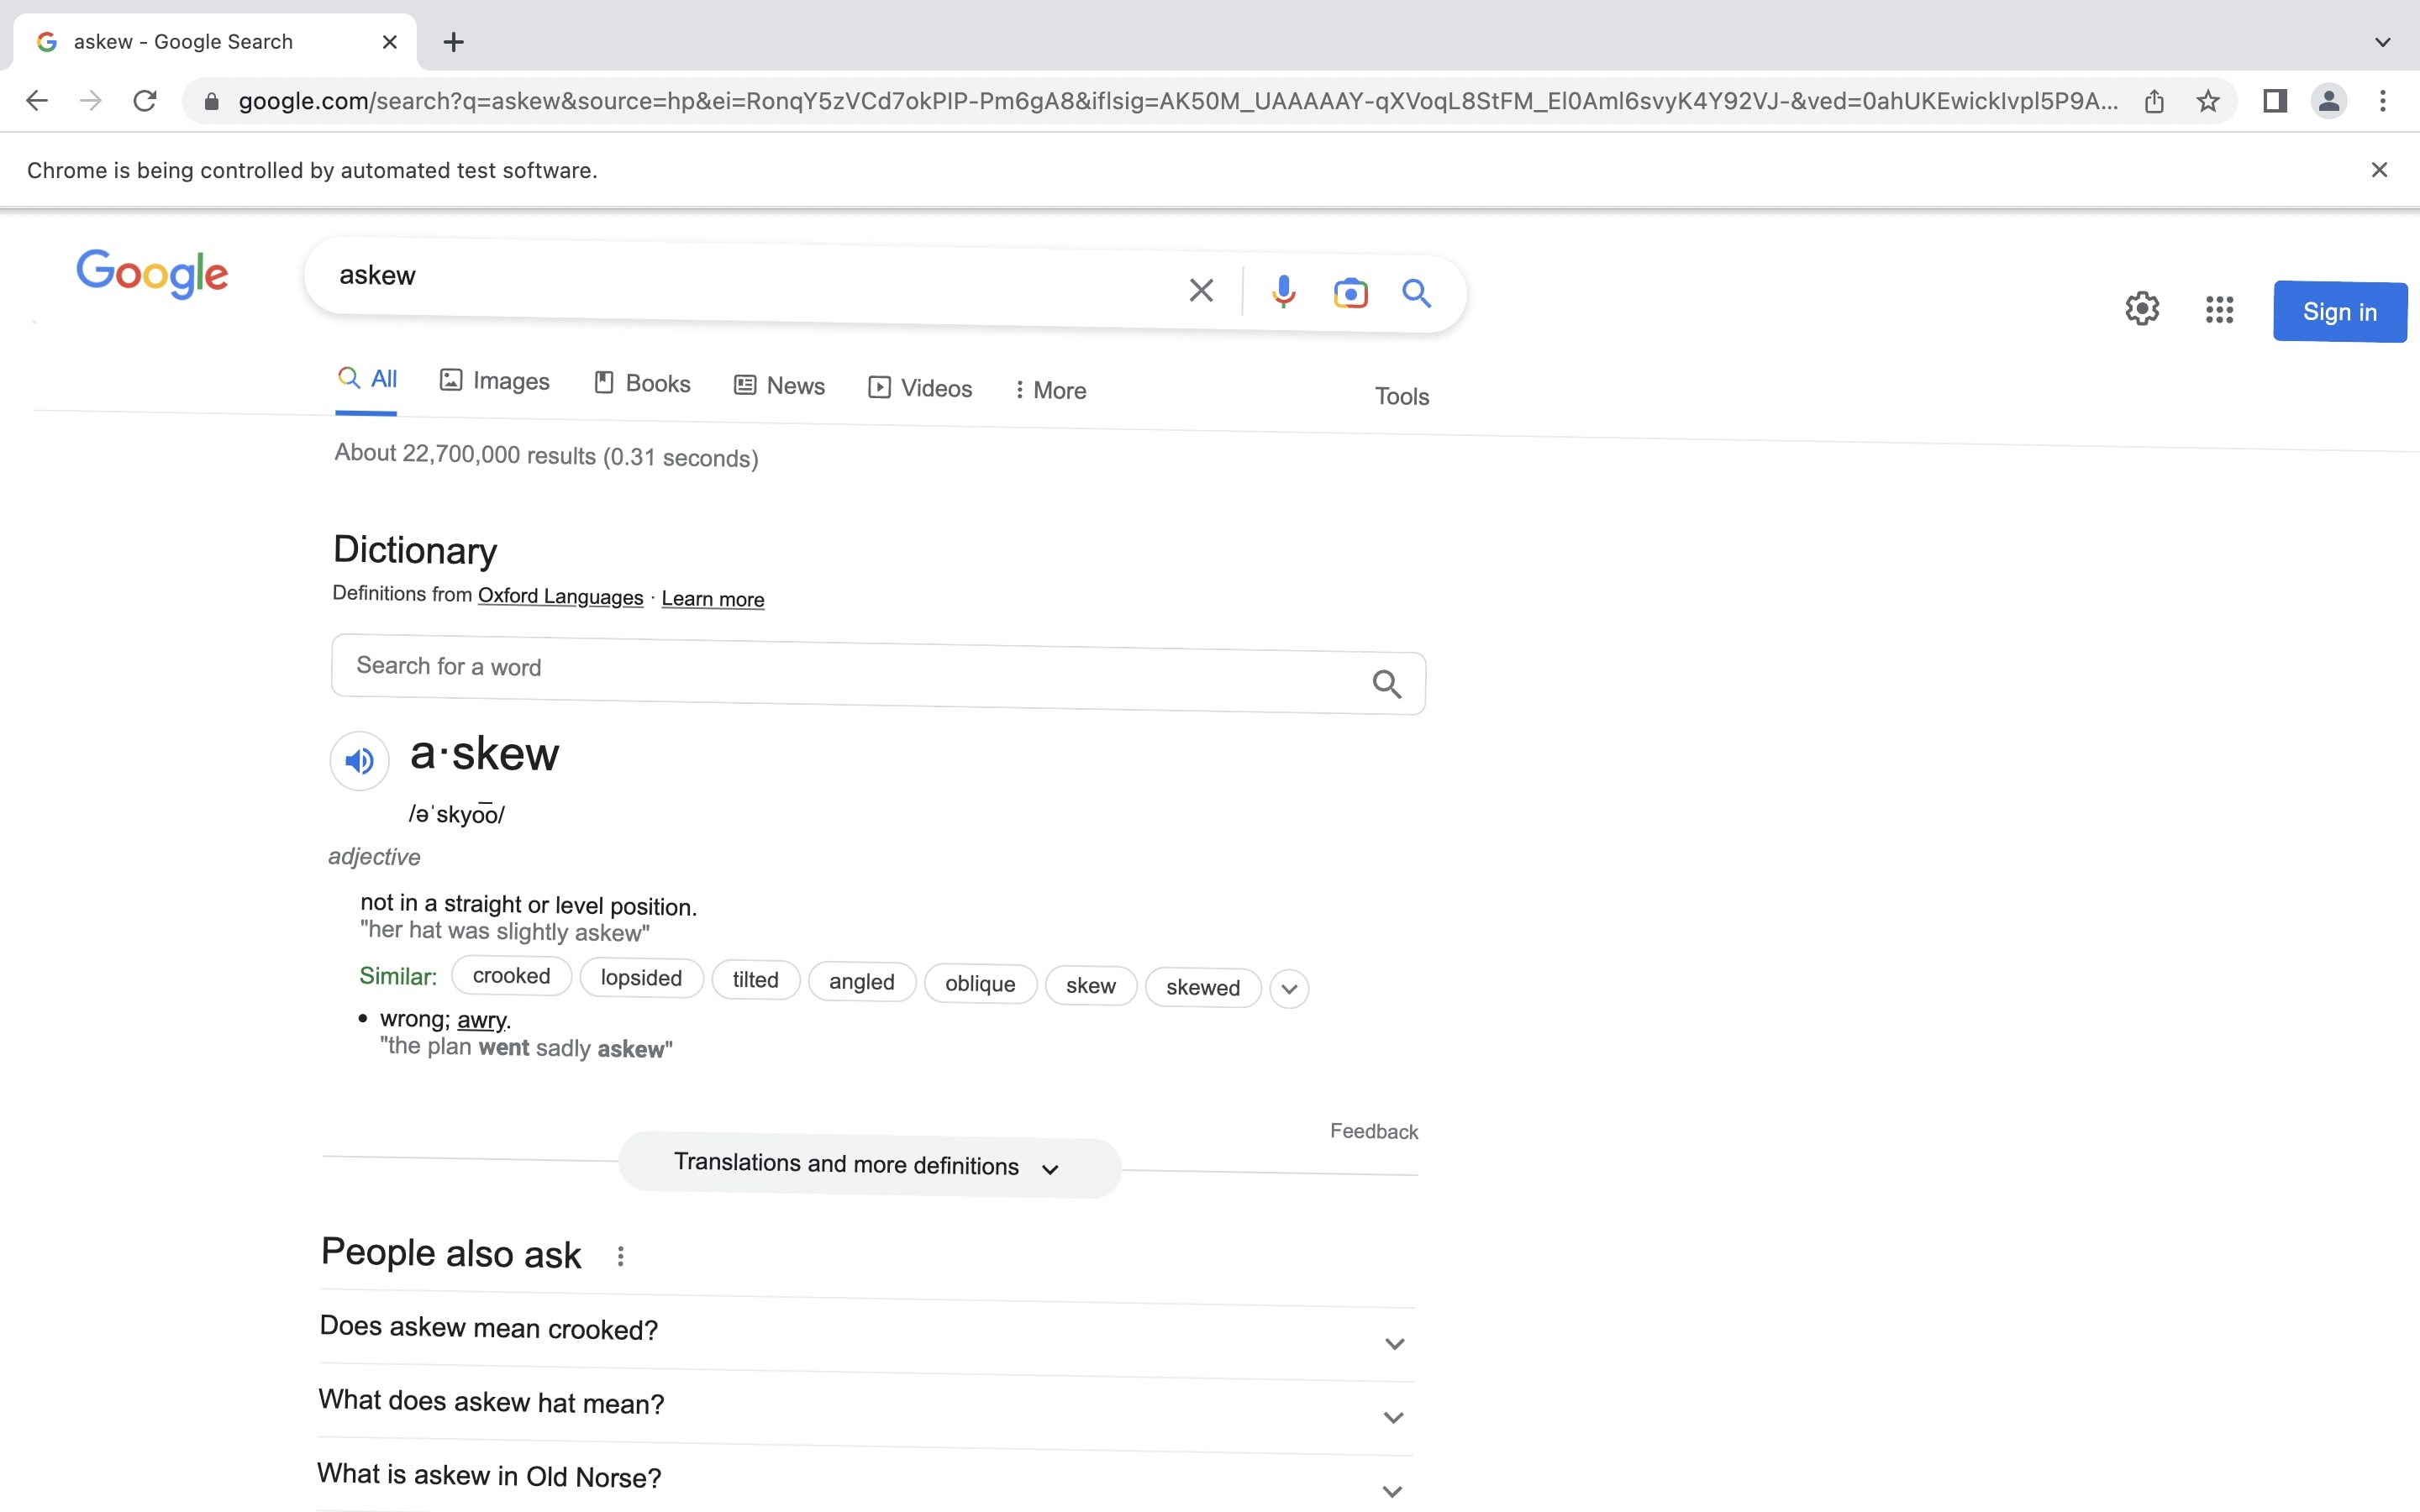 askew - Google Search
google.com/search?q=askew&source=hp&ei=RonqY5zVCd7okPIP-Pm6gA8&iflsig=AK50M_UAAAAAY-qXVoqL8StFM_El0Aml6svyK4Y92VJ-&ved=0ahUKEwickIvpl5P9A...
Chrome is being controlled by automated test software.
Google
askew
Sign in
All Images Books News Videos More Tools
About 22,700,000 results (0.31 seconds)
Dictionary
Definitions from Oxford Languages · Learn more
Search for a word
a·skew
/əˈskyo͞o/
adjective
not in a straight or level position.
"her hat was slightly askew"
Similar: crooked lopsided tilted angled oblique skew skewed
• wrong; awry.
"the plan went sadly askew"
Feedback
Translations and more definitions
People also ask
Does askew mean crooked?
What does askew hat mean?
What is askew in Old Norse?